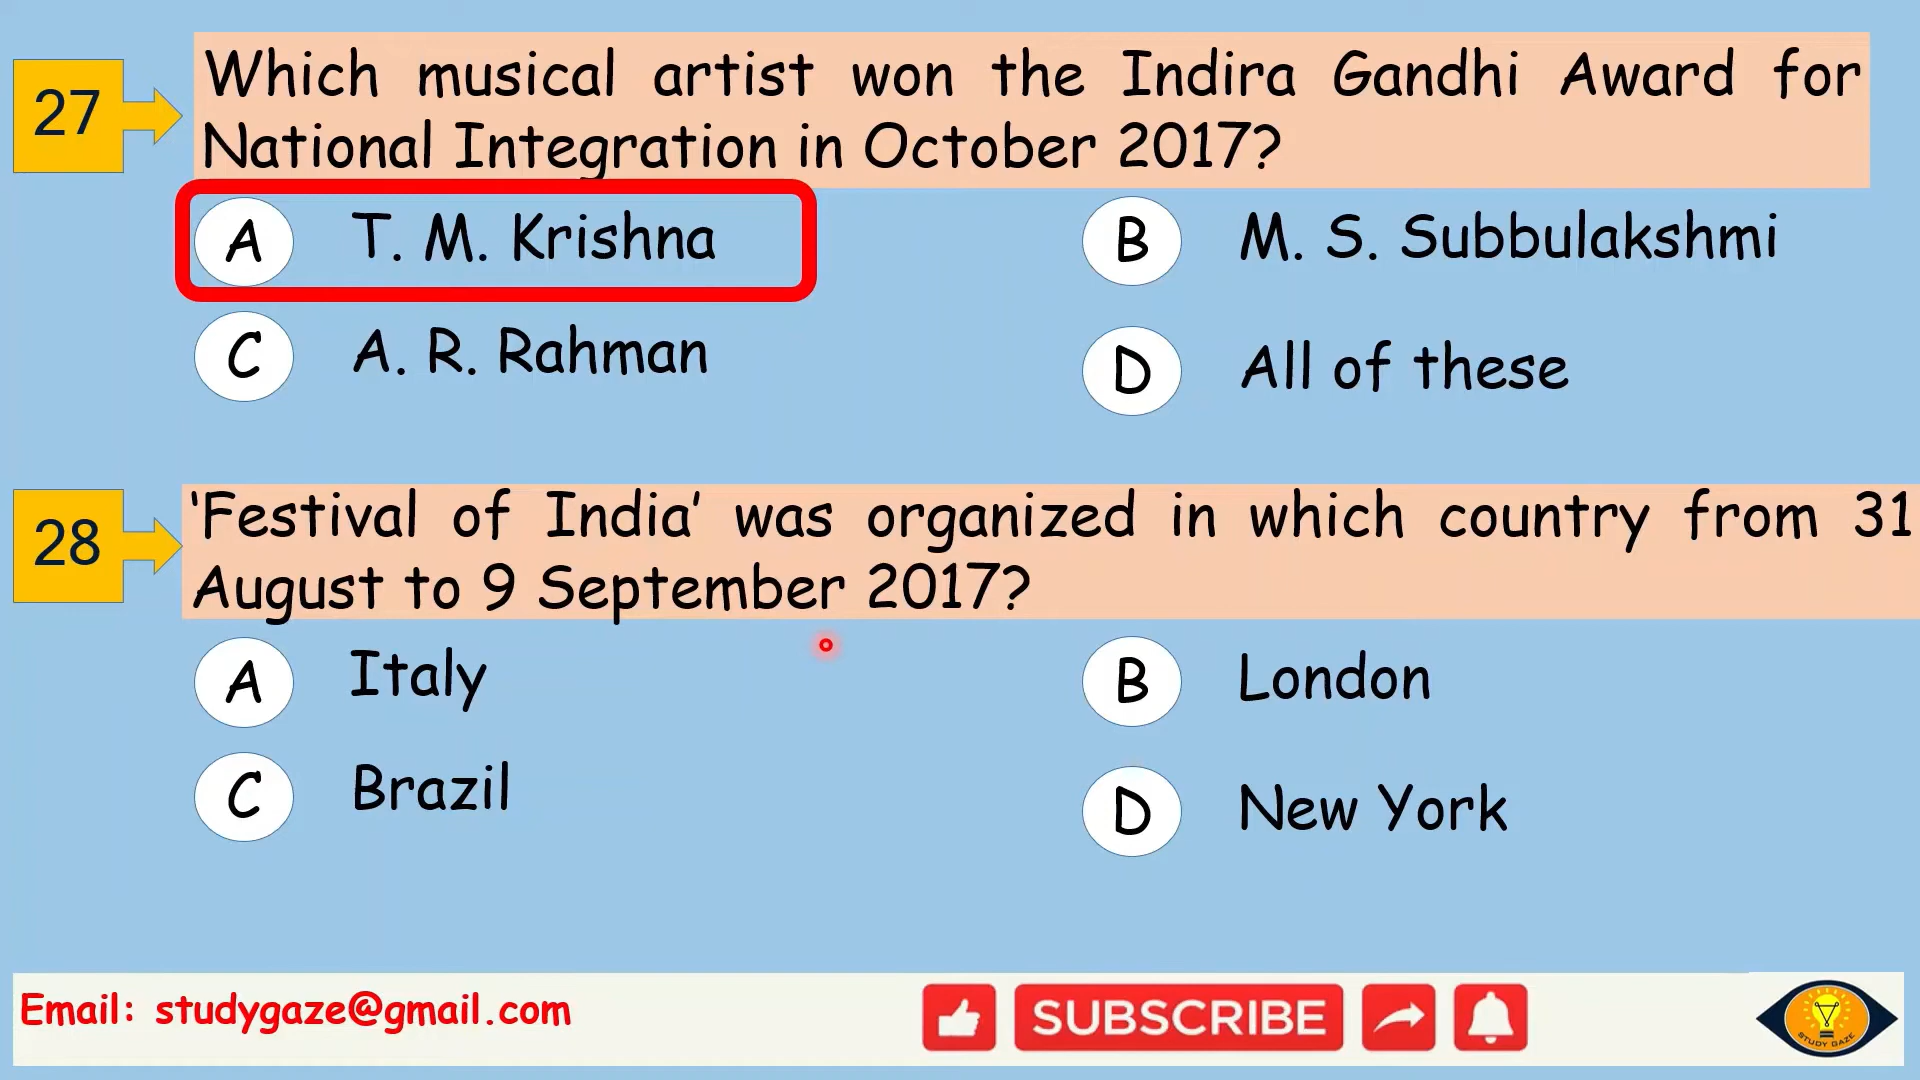 27
Which musical artist won the Indira Gandhi Award for
National Integration in October 2017?
A T. M. Krishna
B M. S. Subbulakshmi
C A. R. Rahman
D All of these
28
‘Festival of India’ was organized in which country from 31
August to 9 September 2017?
A Italy
B London
C Brazil
D New York
Email: studygaze@gmail.com
SUBSCRIBE
STUDY GAZE